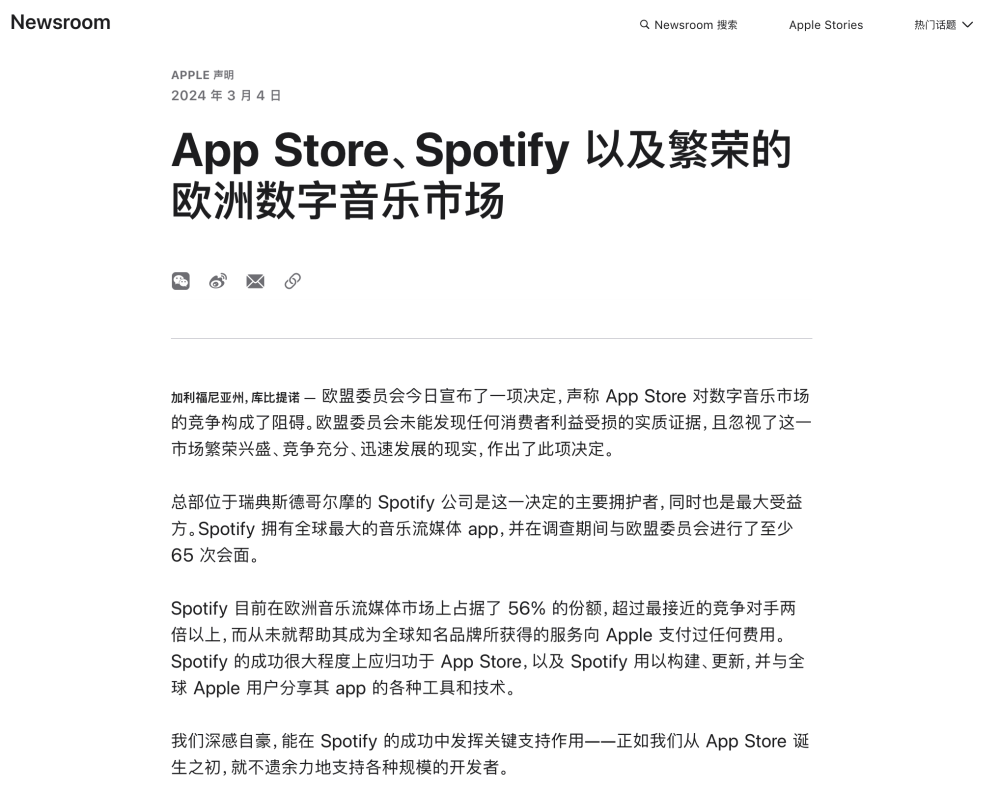 Newsroom
Newsroom 搜索
Apple Stories
热门话题
APPLE 声明
2024 年 3 月 4 日
App Store、Spotify 以及繁荣的
欧洲数字音乐市场
加利福尼亚州，库比提诺 — 欧盟委员会今日宣布了一项决定，声称 App Store 对数字音乐市场
的竞争构成了阻碍。欧盟委员会未能发现任何消费者利益受损的实质证据，且忽视了这一
市场繁荣兴盛、竞争充分、迅速发展的现实，作出了此项决定。
总部位于瑞典斯德哥尔摩的 Spotify 公司是这一决定的主要拥护者，同时也是最大受益
方。Spotify 拥有全球最大的音乐流媒体 app，并在调查期间与欧盟委员会进行了至少
65 次会面。
Spotify 目前在欧洲音乐流媒体市场上占据了 56% 的份额，超过最接近的竞争对手两
倍以上，而从未就帮助其成为全球知名品牌所获得的服务向 Apple 支付过任何费用。
Spotify 的成功很大程度上应归功于 App Store，以及 Spotify 用以构建、更新，并与全
球 Apple 用户分享其 app 的各种工具和技术。
我们深感自豪，能在 Spotify 的成功中发挥关键支持作用——正如我们从 App Store 诞
生之初，就不遗余力地支持各种规模的开发者。